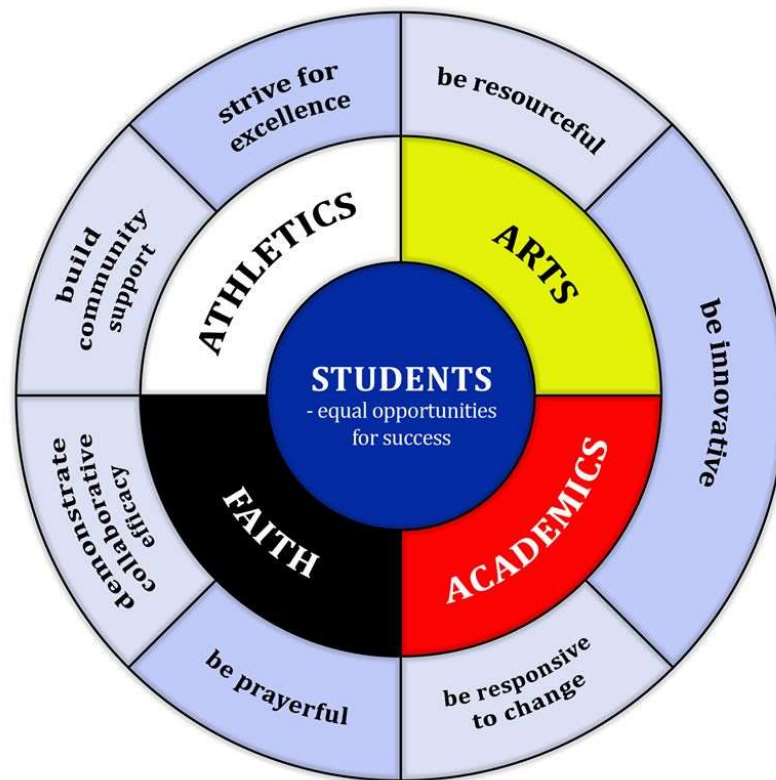 STUDENTS
- equal opportunities
for success
ATHLETICS
ARTS
ACADEMICS
FAITH
strive for
excellence
be resourceful
be innovative
be responsive
to change
be prayerful
demonstrate
collaborative
efficacy
build
community
support